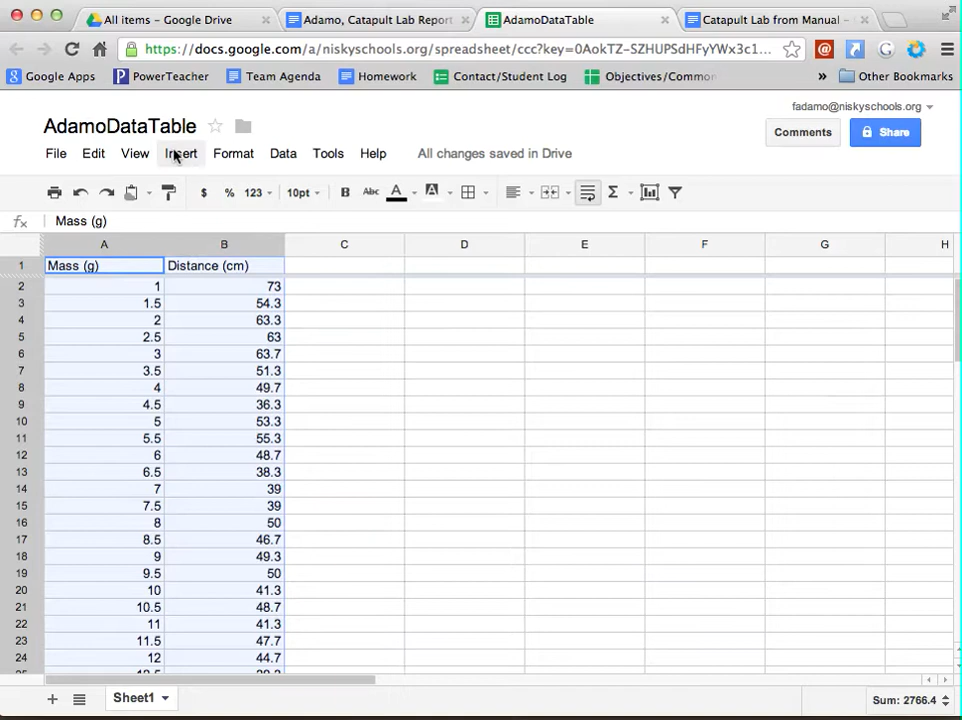 All items – Google Drive
Adamo, Catapult Lab Report
AdamoDataTable
Catapult Lab from Manual -
https://docs.google.com/a/niskyschools.org/spreadsheet/ccc?key=0AokTZ-SZHUPSdHFyYWx3c1...
Google Apps
PowerTeacher
Team Agenda
Homework
Contact/Student Log
Objectives/Common
»
Other Bookmarks
fadamo@niskyschools.org
AdamoDataTable
Comments
Share
File Edit View Insert Format Data Tools Help
All changes saved in Drive
$ % 123 10pt B Abc A A Σ
fx Mass (g)
A B C D E F G H
1 Mass (g) Distance (cm)
2 1 73
3 1.5 54.3
4 2 63.3
5 2.5 63
6 3 63.7
7 3.5 51.3
8 4 49.7
9 4.5 36.3
10 5 53.3
11 5.5 55.3
12 6 48.7
13 6.5 38.3
14 7 39
15 7.5 39
16 8 50
17 8.5 46.7
18 9 49.3
19 9.5 50
20 10 41.3
21 10.5 48.7
22 11 41.3
23 11.5 47.7
24 12 44.7
Sheet1
Sum: 2766.4